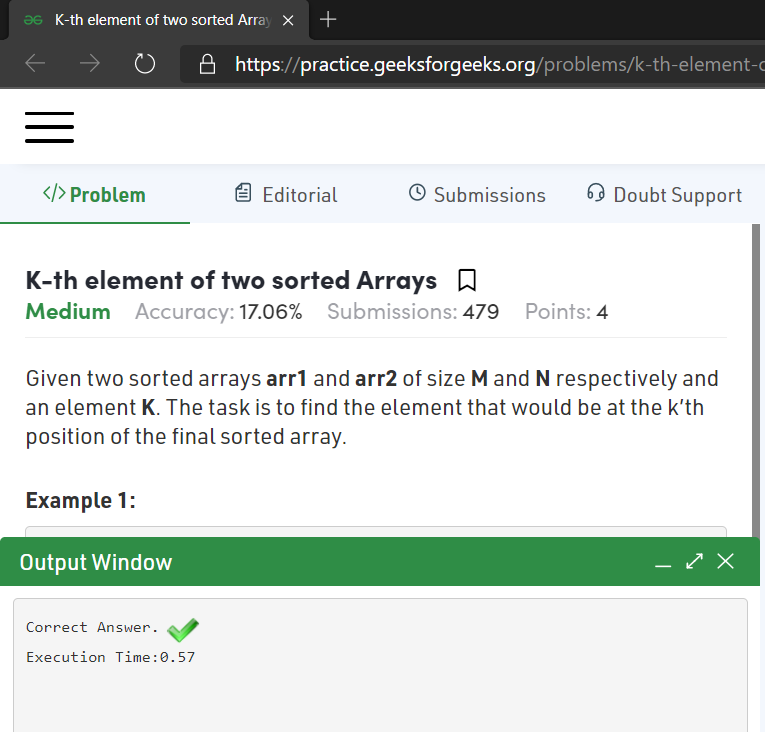 K-th element of two sorted Array
https://practice.geeksforgeeks.org/problems/k-th-element-
</> Problem
Editorial
Submissions
Doubt Support
K-th element of two sorted Arrays
Medium Accuracy: 17.06% Submissions: 479 Points: 4
Given two sorted arrays arr1 and arr2 of size M and N respectively and
an element K. The task is to find the element that would be at the k'th
position of the final sorted array.
Example 1:
Output Window
Correct Answer.
Execution Time:0.57